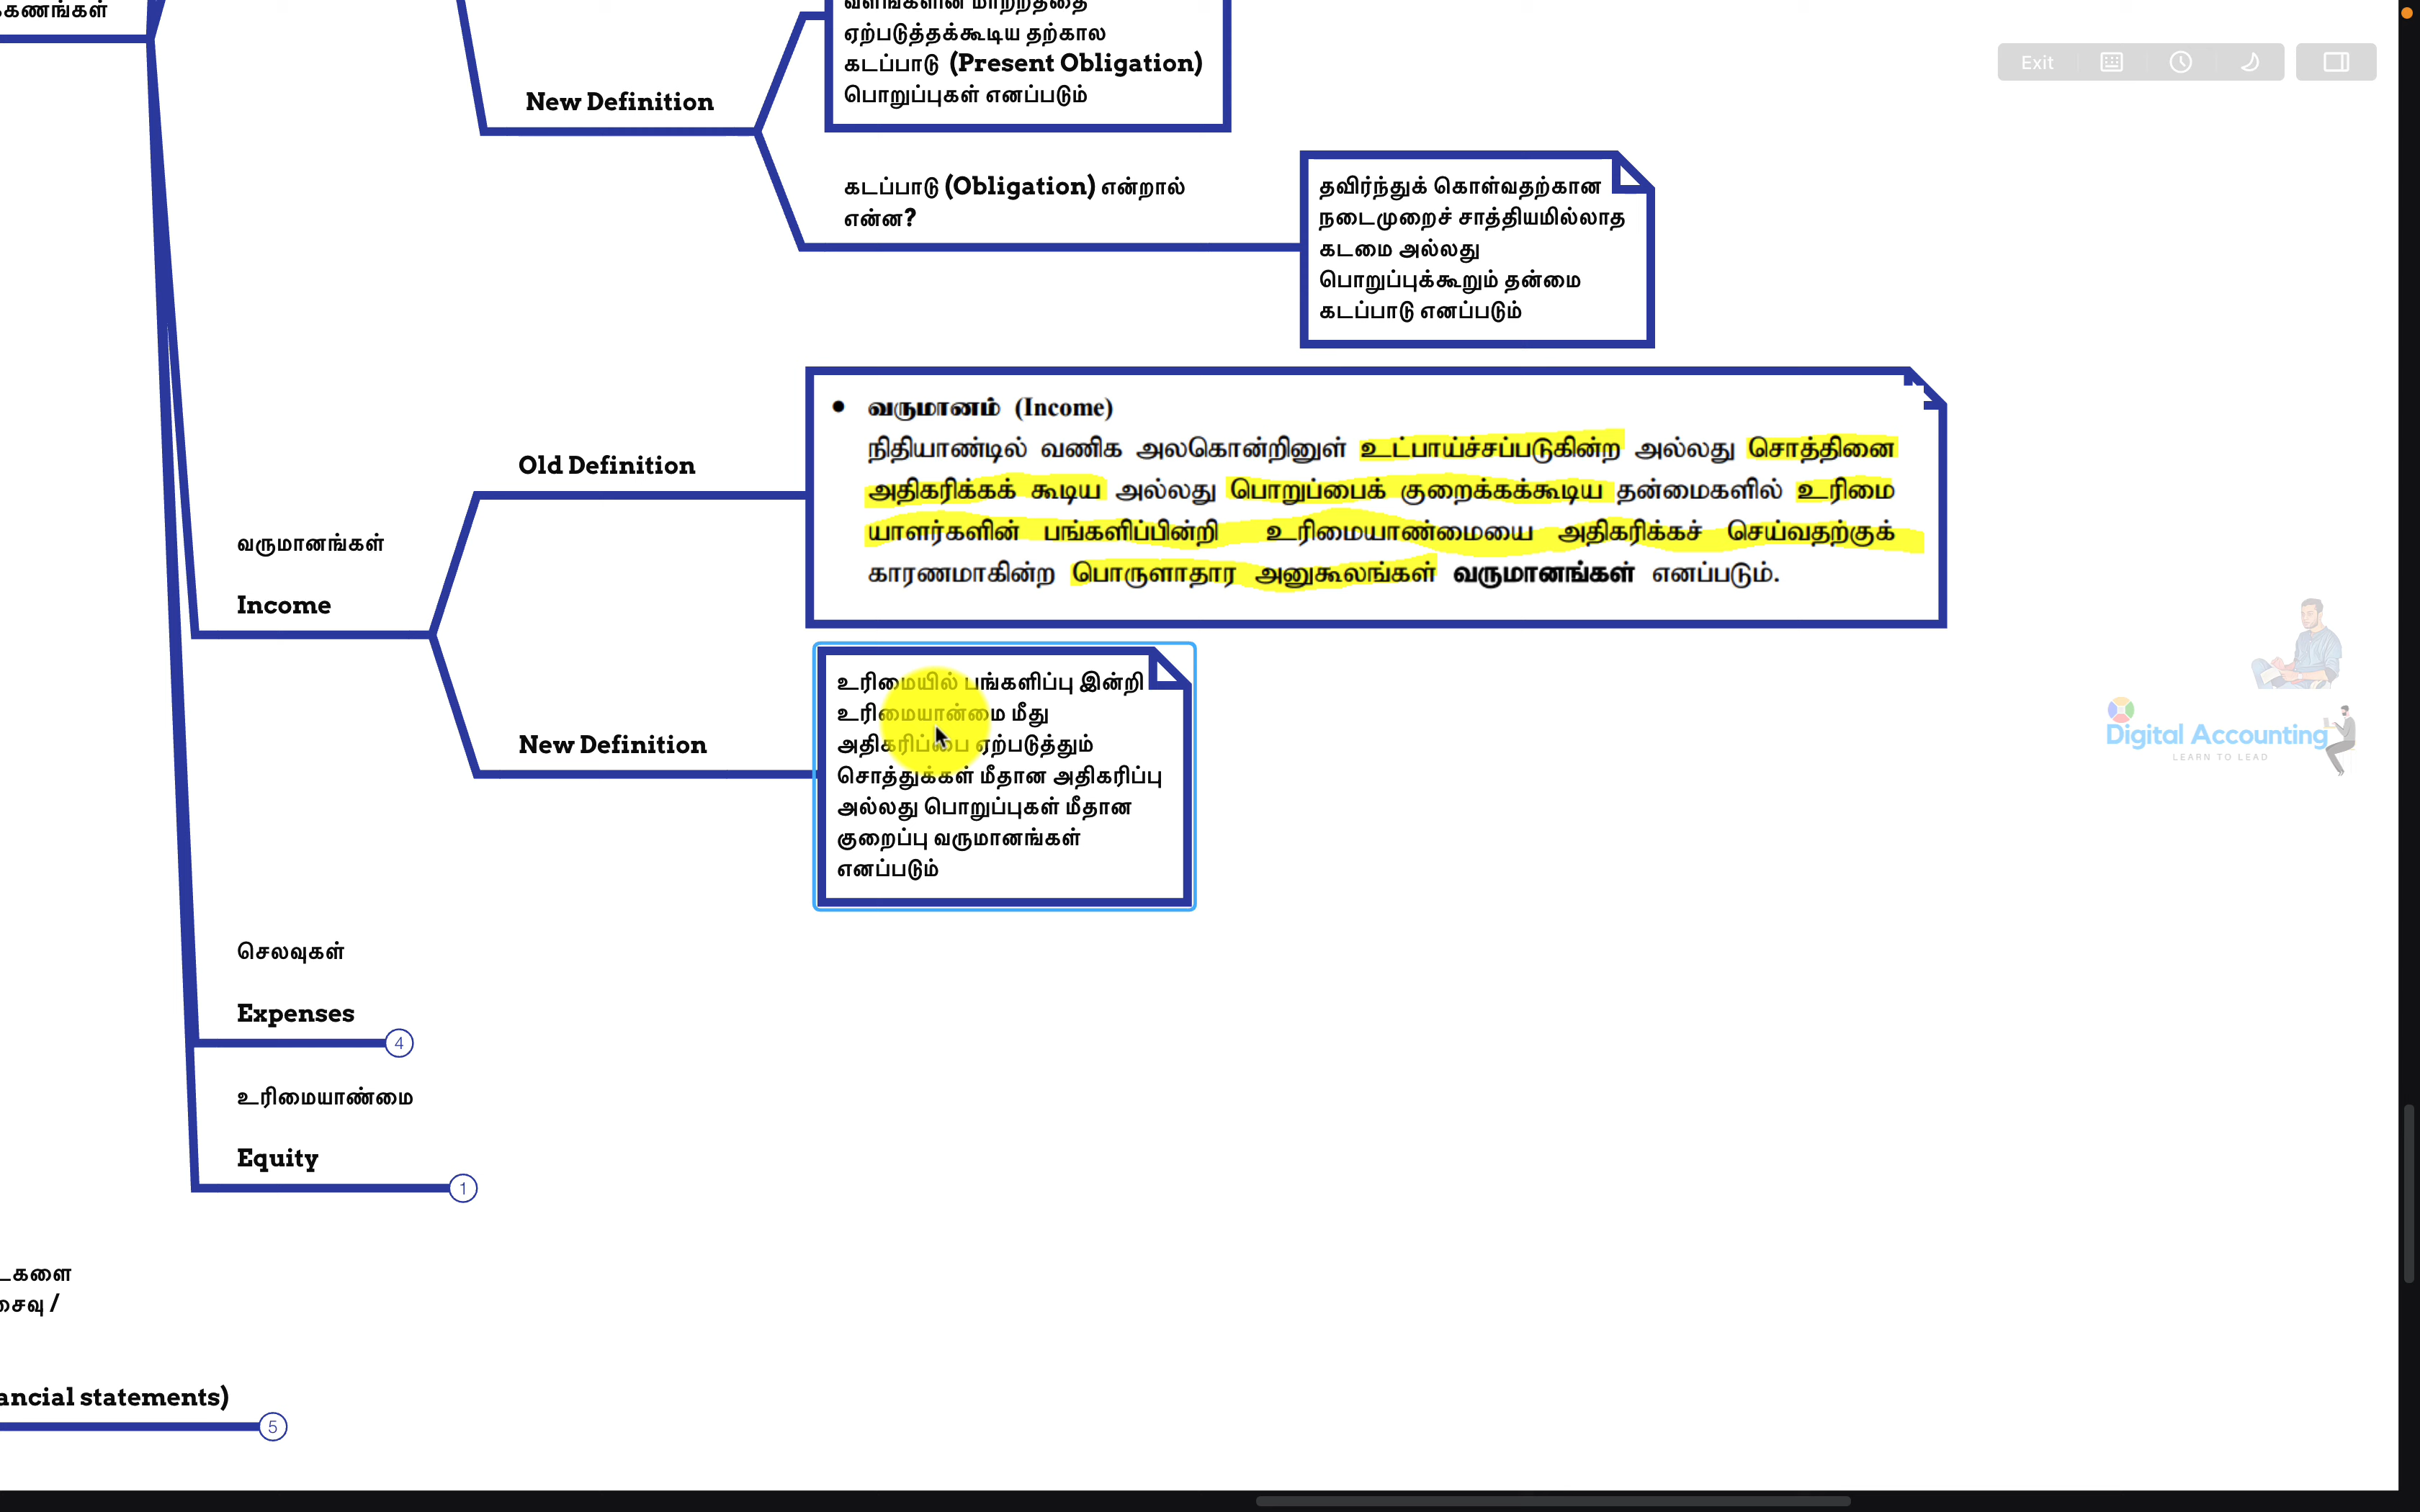 New Definition
ஏற்படுத்தக்கூடிய தற்கால
கடப்பாடு (Present Obligation)
பொறுப்புகள் எனப்படும்
கடப்பாடு (Obligation) என்றால்
என்ன?
தவிர்ந்துக் கொள்வதற்கான
நடைமுறைச் சாத்தியமில்லாத
கடமை அல்லது
பொறுப்புக்கூறும் தன்மை
கடப்பாடு எனப்படும்
வருமானங்கள்
Income
Old Definition
• வருமானம் (Income)
நிதியாண்டில் வணிக அலகொன்றினுள் உட்பாய்ச்சப்படுகின்ற அல்லது சொத்தினை
அதிகரிக்கக் கூடிய அல்லது பொறுப்பைக் குறைக்கக்கூடிய தன்மைகளில் உரிமை
யாளர்களின் பங்களிப்பின்றி உரிமையாண்மையை அதிகரிக்கச் செய்வதற்குக்
காரணமாகின்ற பொருளாதார அனுகூலங்கள் வருமானங்கள் எனப்படும்.
New Definition
உரிமையில் பங்களிப்பு இன்றி
உரிமையான்மை மீது
அதிகரிப்பை ஏற்படுத்தும்
சொத்துக்கள் மீதான அதிகரிப்பு
அல்லது பொறுப்புகள் மீதான
குறைப்பு வருமானங்கள்
எனப்படும்
செலவுகள்
Expenses
4
உரிமையாண்மை
Equity
1
ancial statements)
5
Exit
Digital Accounting
LEARN TO LEAD